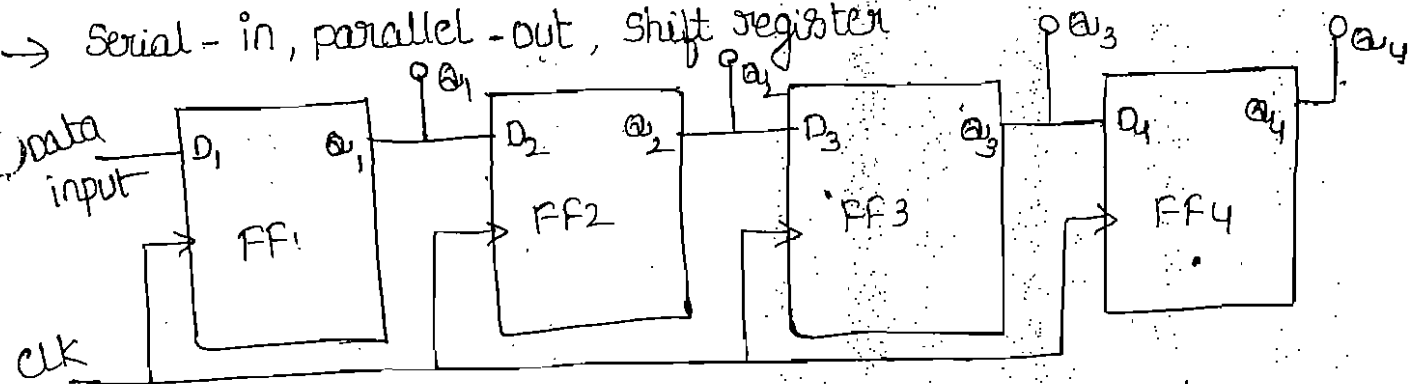 → Serial-in, parallel-out, Shift register
Q1 Q2 Q3 Q4
Data input
D1 Q1 D2 Q2 D3 Q3 D4 Q4
FF1 FF2 FF3 FF4
CLK